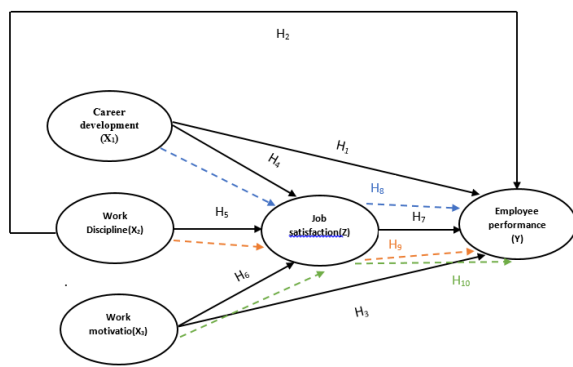 H₂
Career
development
(X₁)
H₁
H₄
H₈
Work
Discipline(X₂)
H₅
Job
satisfaction(Z)
H₇
Employee
performance
(Y)
H₉
H₆
H₁₀
H₃
Work
motivatio(X₃)
.